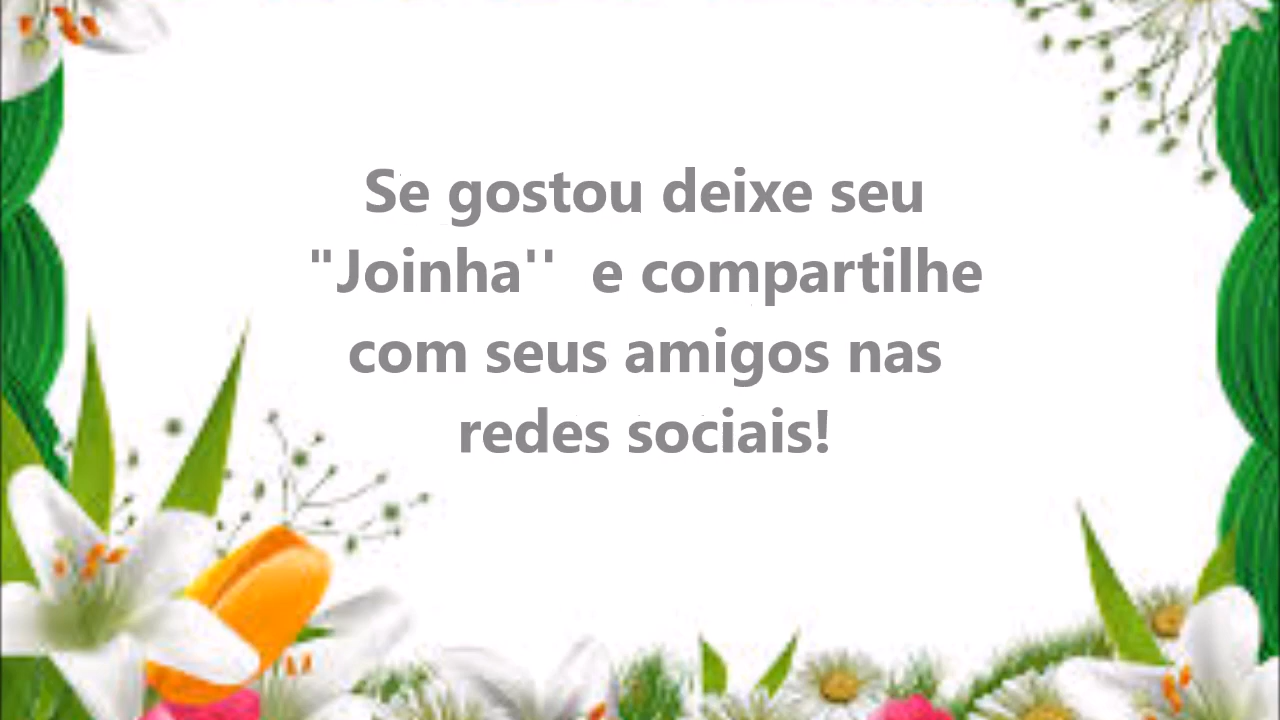 Se gostou deixe seu
"Joinha''  e compartilhe
com seus amigos nas
redes sociais!